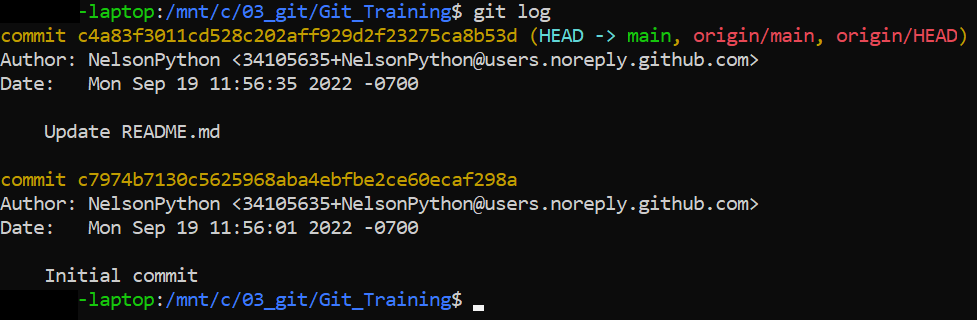 -laptop:/mnt/c/03_git/Git_Training$ git log
commit c4a83f3011cd528c202aff929d2f23275ca8b53d (HEAD -> main, origin/main, origin/HEAD)
Author: NelsonPython <34105635+NelsonPython@users.noreply.github.com>
Date:   Mon Sep 19 11:56:35 2022 -0700
    Update README.md
commit c7974b7130c5625968aba4ebfbe2ce60ecaf298a
Author: NelsonPython <34105635+NelsonPython@users.noreply.github.com>
Date:   Mon Sep 19 11:56:01 2022 -0700
    Initial commit
-laptop:/mnt/c/03_git/Git_Training$